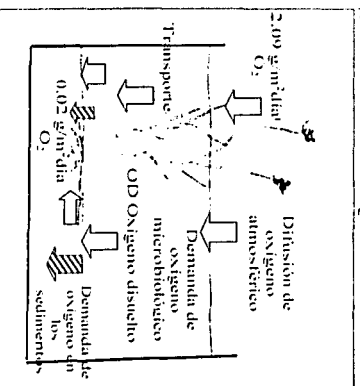 2.09 g/m²día
O₂
Difusión de
oxígeno
atmosférico
Transporte
Demanda de
oxígeno
microbiológico
OD Oxígeno disuelto
0.02 g/m²día
O₂
Demanda de
oxígeno en
los
sedimentos